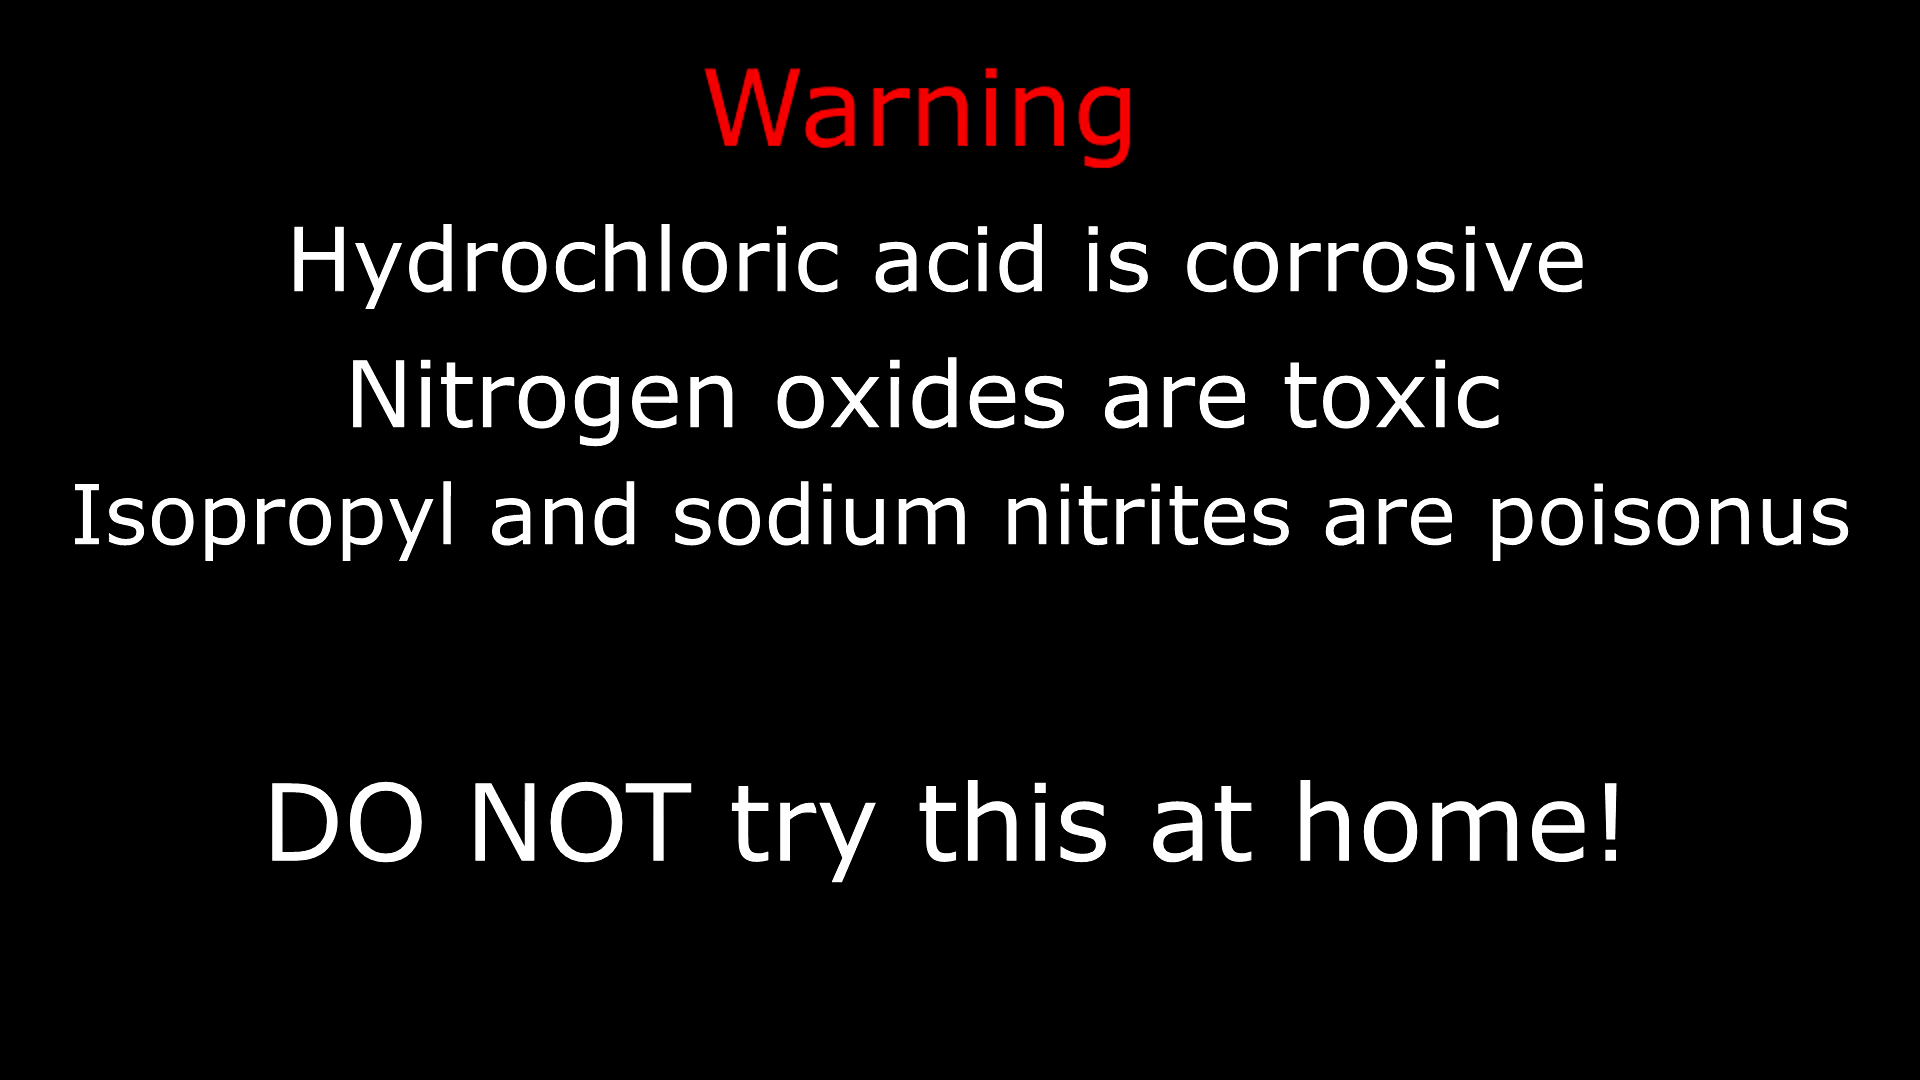 Warning
Hydrochloric acid is corrosive
Nitrogen oxides are toxic
Isopropyl and sodium nitrites are poisonus
DO NOT try this at home!